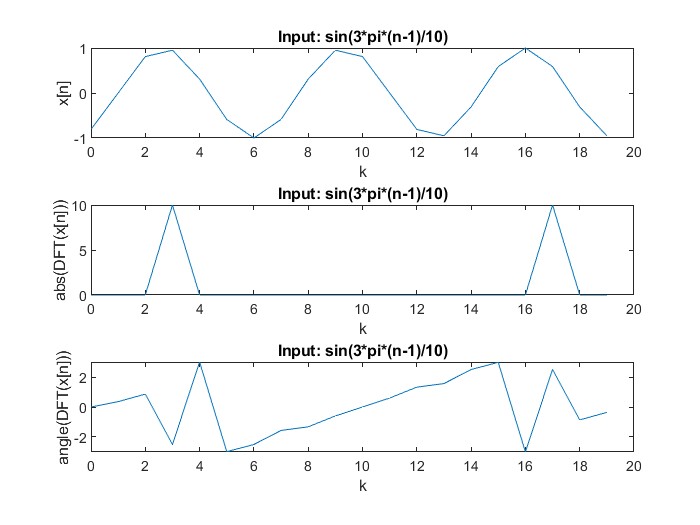 Input: sin(3*pi*(n-1)/10)
x[n]
1
0
-1
0 2 4 6 8 10 12 14 16 18 20
k
Input: sin(3*pi*(n-1)/10)
abs(DFT(x[n]))
10
5
0
0 2 4 6 8 10 12 14 16 18 20
k
Input: sin(3*pi*(n-1)/10)
angle(DFT(x[n]))
2
0
-2
0 2 4 6 8 10 12 14 16 18 20
k